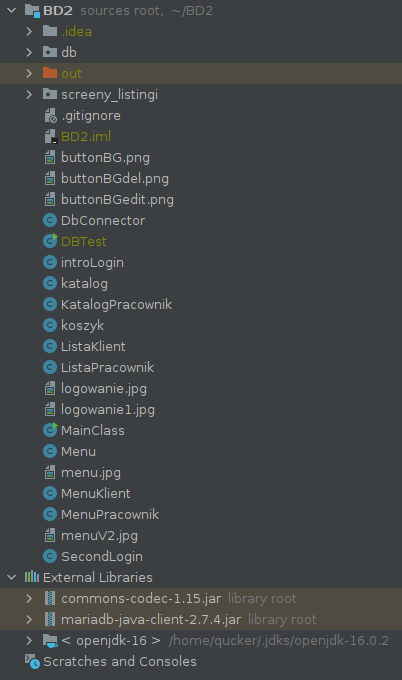 BD2 sources root, ~/BD2
.idea
db
out
screeny_listingi
.gitignore
BD2.iml
buttonBG.png
buttonBGdel.png
buttonBGedit.png
DbConnector
DBTest
introLogin
katalog
KatalogPracownik
koszyk
ListaKlient
ListaPracownik
logowanie.jpg
logowanie1.jpg
MainClass
Menu
menu.jpg
MenuKlient
MenuPracownik
menuV2.jpg
SecondLogin
External Libraries
commons-codec-1.15.jar library root
mariadb-java-client-2.7.4.jar library root
< openjdk-16 > /home/qucker/.jdks/openjdk-16.0.2
Scratches and Consoles